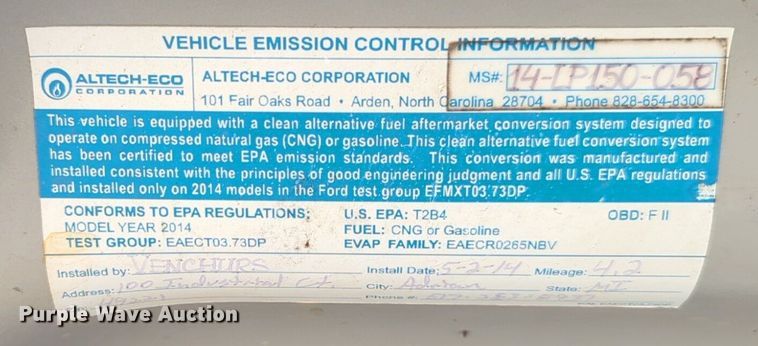 VEHICLE EMISSION CONTROL INFORMATION
ALTECH-ECO CORPORATION
ALTECH-ECO CORPORATION
MS#: 14-LP150-058
101 Fair Oaks Road • Arden, North Carolina 28704 • Phone 828-654-8300
This vehicle is equipped with a clean alternative fuel aftermarket conversion system designed to
operate on compressed natural gas (CNG) or gasoline. This clean alternative fuel conversion system
has been certified to meet EPA emission standards. This conversion was manufactured and
installed consistent with the principles of good engineering judgment and all U.S. EPA regulations
and installed only on 2014 models in the Ford test group EFMXT03.73DP.
CONFORMS TO EPA REGULATIONS: U.S. EPA: T2B4 OBD: F II
MODEL YEAR 2014 FUEL: CNG or Gasoline
TEST GROUP: EAECT03.73DP EVAP FAMILY: EAECR0265NBV
Installed by: VENCHURS Install Date: 5-2-14 Mileage: 4.2
Address: 100 Industrial Ct. City: Adrian State: MI
Phone #:
Purple Wave Auction